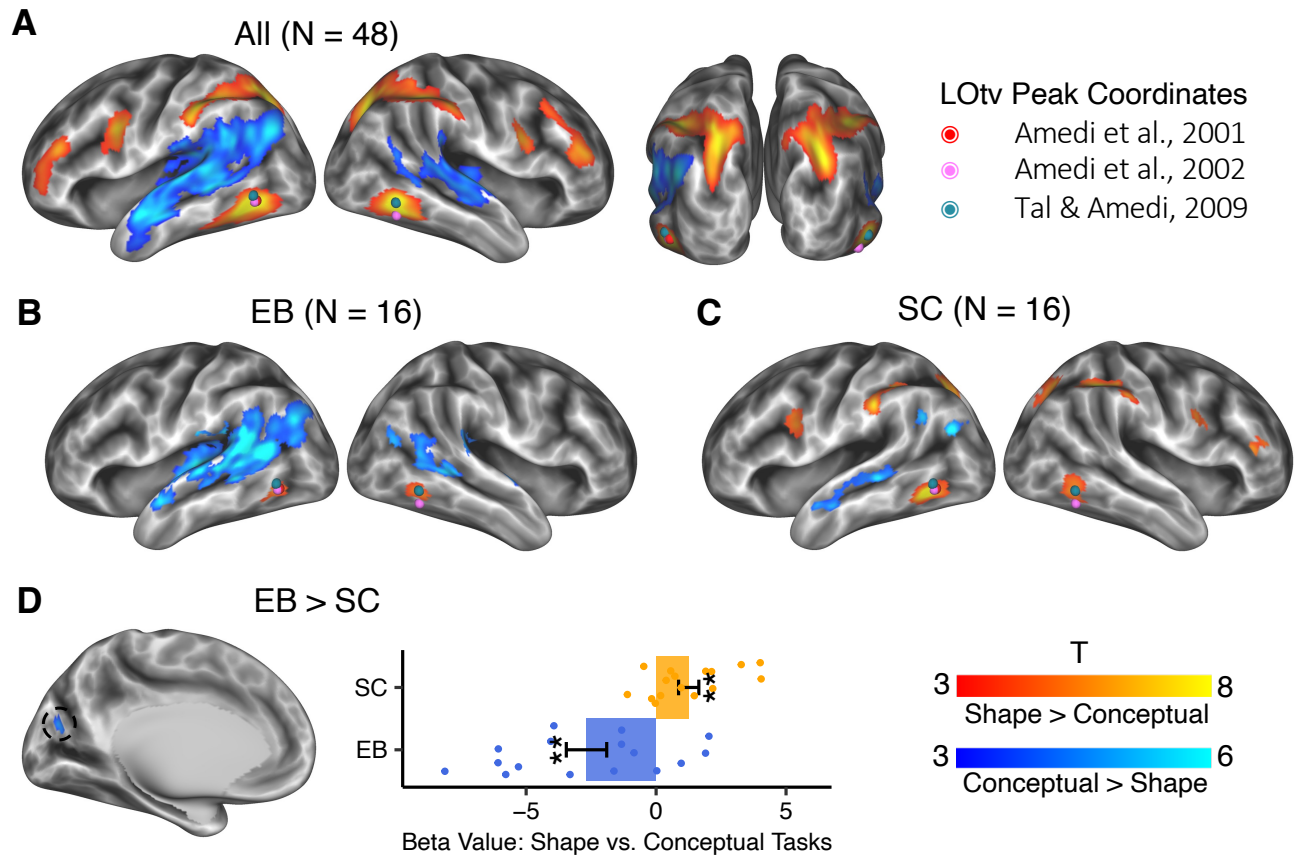 A
All (N = 48)
LOtv Peak Coordinates
Amedi et al., 2001
Amedi et al., 2002
Tal & Amedi, 2009
B
EB (N = 16)
C
SC (N = 16)
D
EB > SC
SC
**
EB
**
−5
0
5
Beta Value: Shape vs. Conceptual Tasks
T
3
8
Shape > Conceptual
3
6
Conceptual > Shape